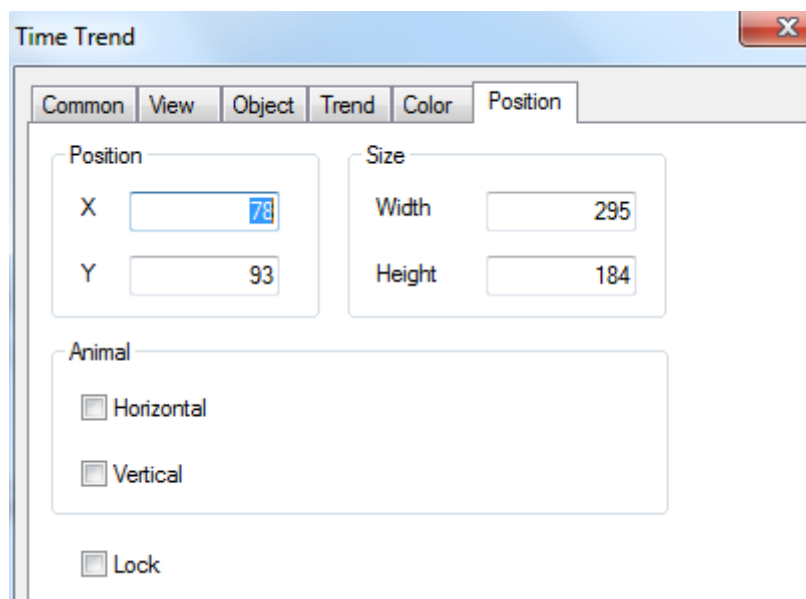 Time Trend
Common View Object Trend Color Position
Position Size
X 78 Width 295
Y 93 Height 184
Animal
Horizontal
Vertical
Lock